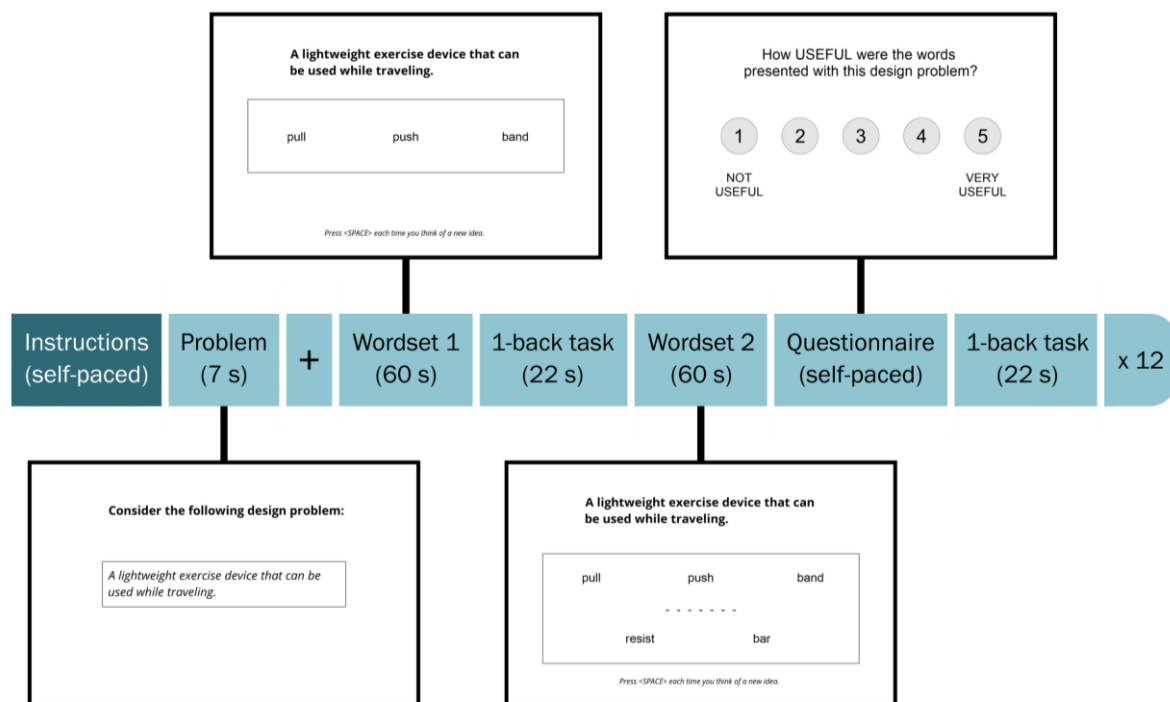 A lightweight exercise device that can
be used while traveling.
pull push band
Press <SPACE> each time you think of a new idea.
How USEFUL were the words
presented with this design problem?
1 2 3 4 5
NOT
USEFUL
VERY
USEFUL
Instructions
(self-paced)
Problem
(7 s)
+
Wordset 1
(60 s)
1-back task
(22 s)
Wordset 2
(60 s)
Questionnaire
(self-paced)
1-back task
(22 s)
x 12
Consider the following design problem:
A lightweight exercise device that can be
used while traveling.
A lightweight exercise device that can
be used while traveling.
pull push band
- - - - - - -
resist bar
Press <SPACE> each time you think of a new idea.